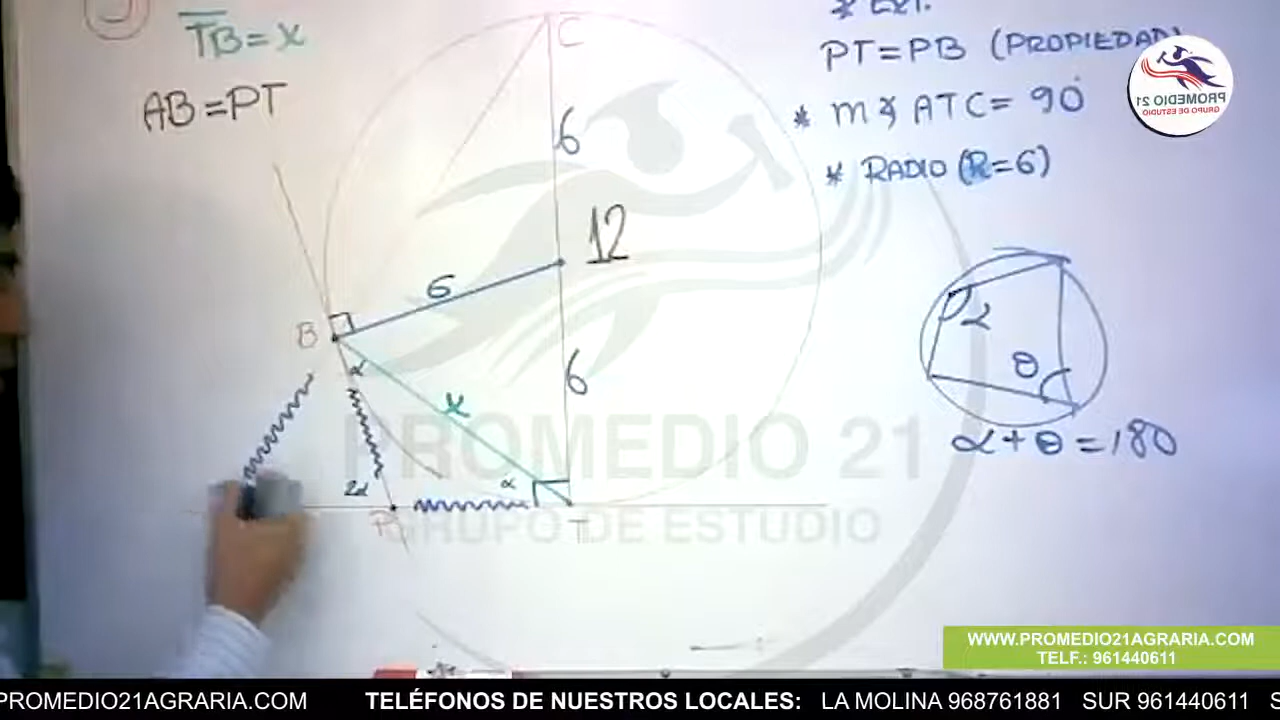 TB = X
AB = PT
* EXT.
PT = PB (PROPIEDAD)
* m∢ ATC = 90°
* RADIO (R=6)
PROMEDIO 21
GRUPO DE ESTUDIO
C
6
12
6
B
6
α
x
α
2α
P
T
α
θ
α + θ = 180
PROMEDIO 21
GRUPO DE ESTUDIO
WWW.PROMEDIO21AGRARIA.COM
TELF.: 961440611
PROMEDIO21AGRARIA.COM TELÉFONOS DE NUESTROS LOCALES: LA MOLINA 968761881 SUR 961440611 S